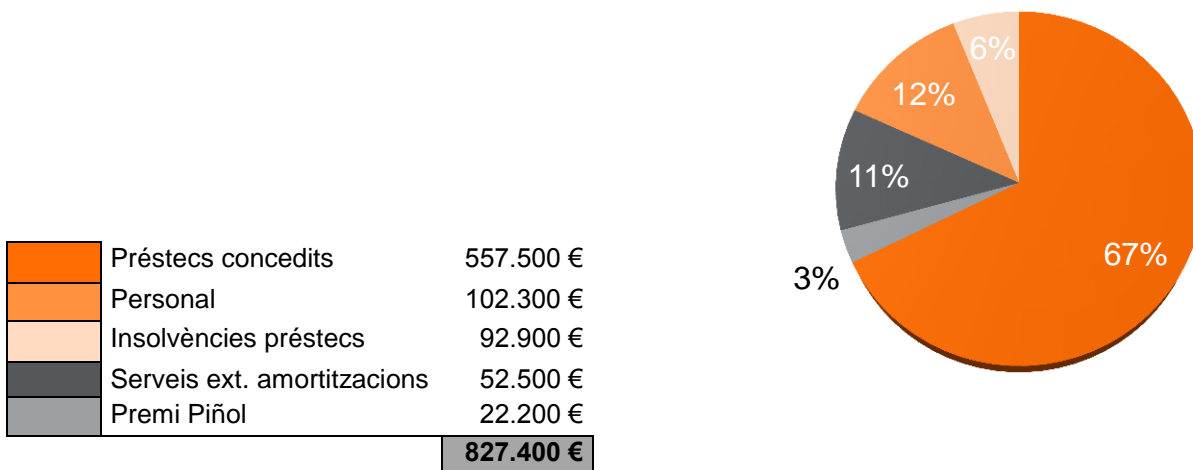 6%
12%
11%
67%
3%
Préstecs concedits 557.500 €
Personal 102.300 €
Insolvències préstecs 92.900 €
Serveis ext. amortitzacions 52.500 €
Premi Piñol 22.200 €
827.400 €